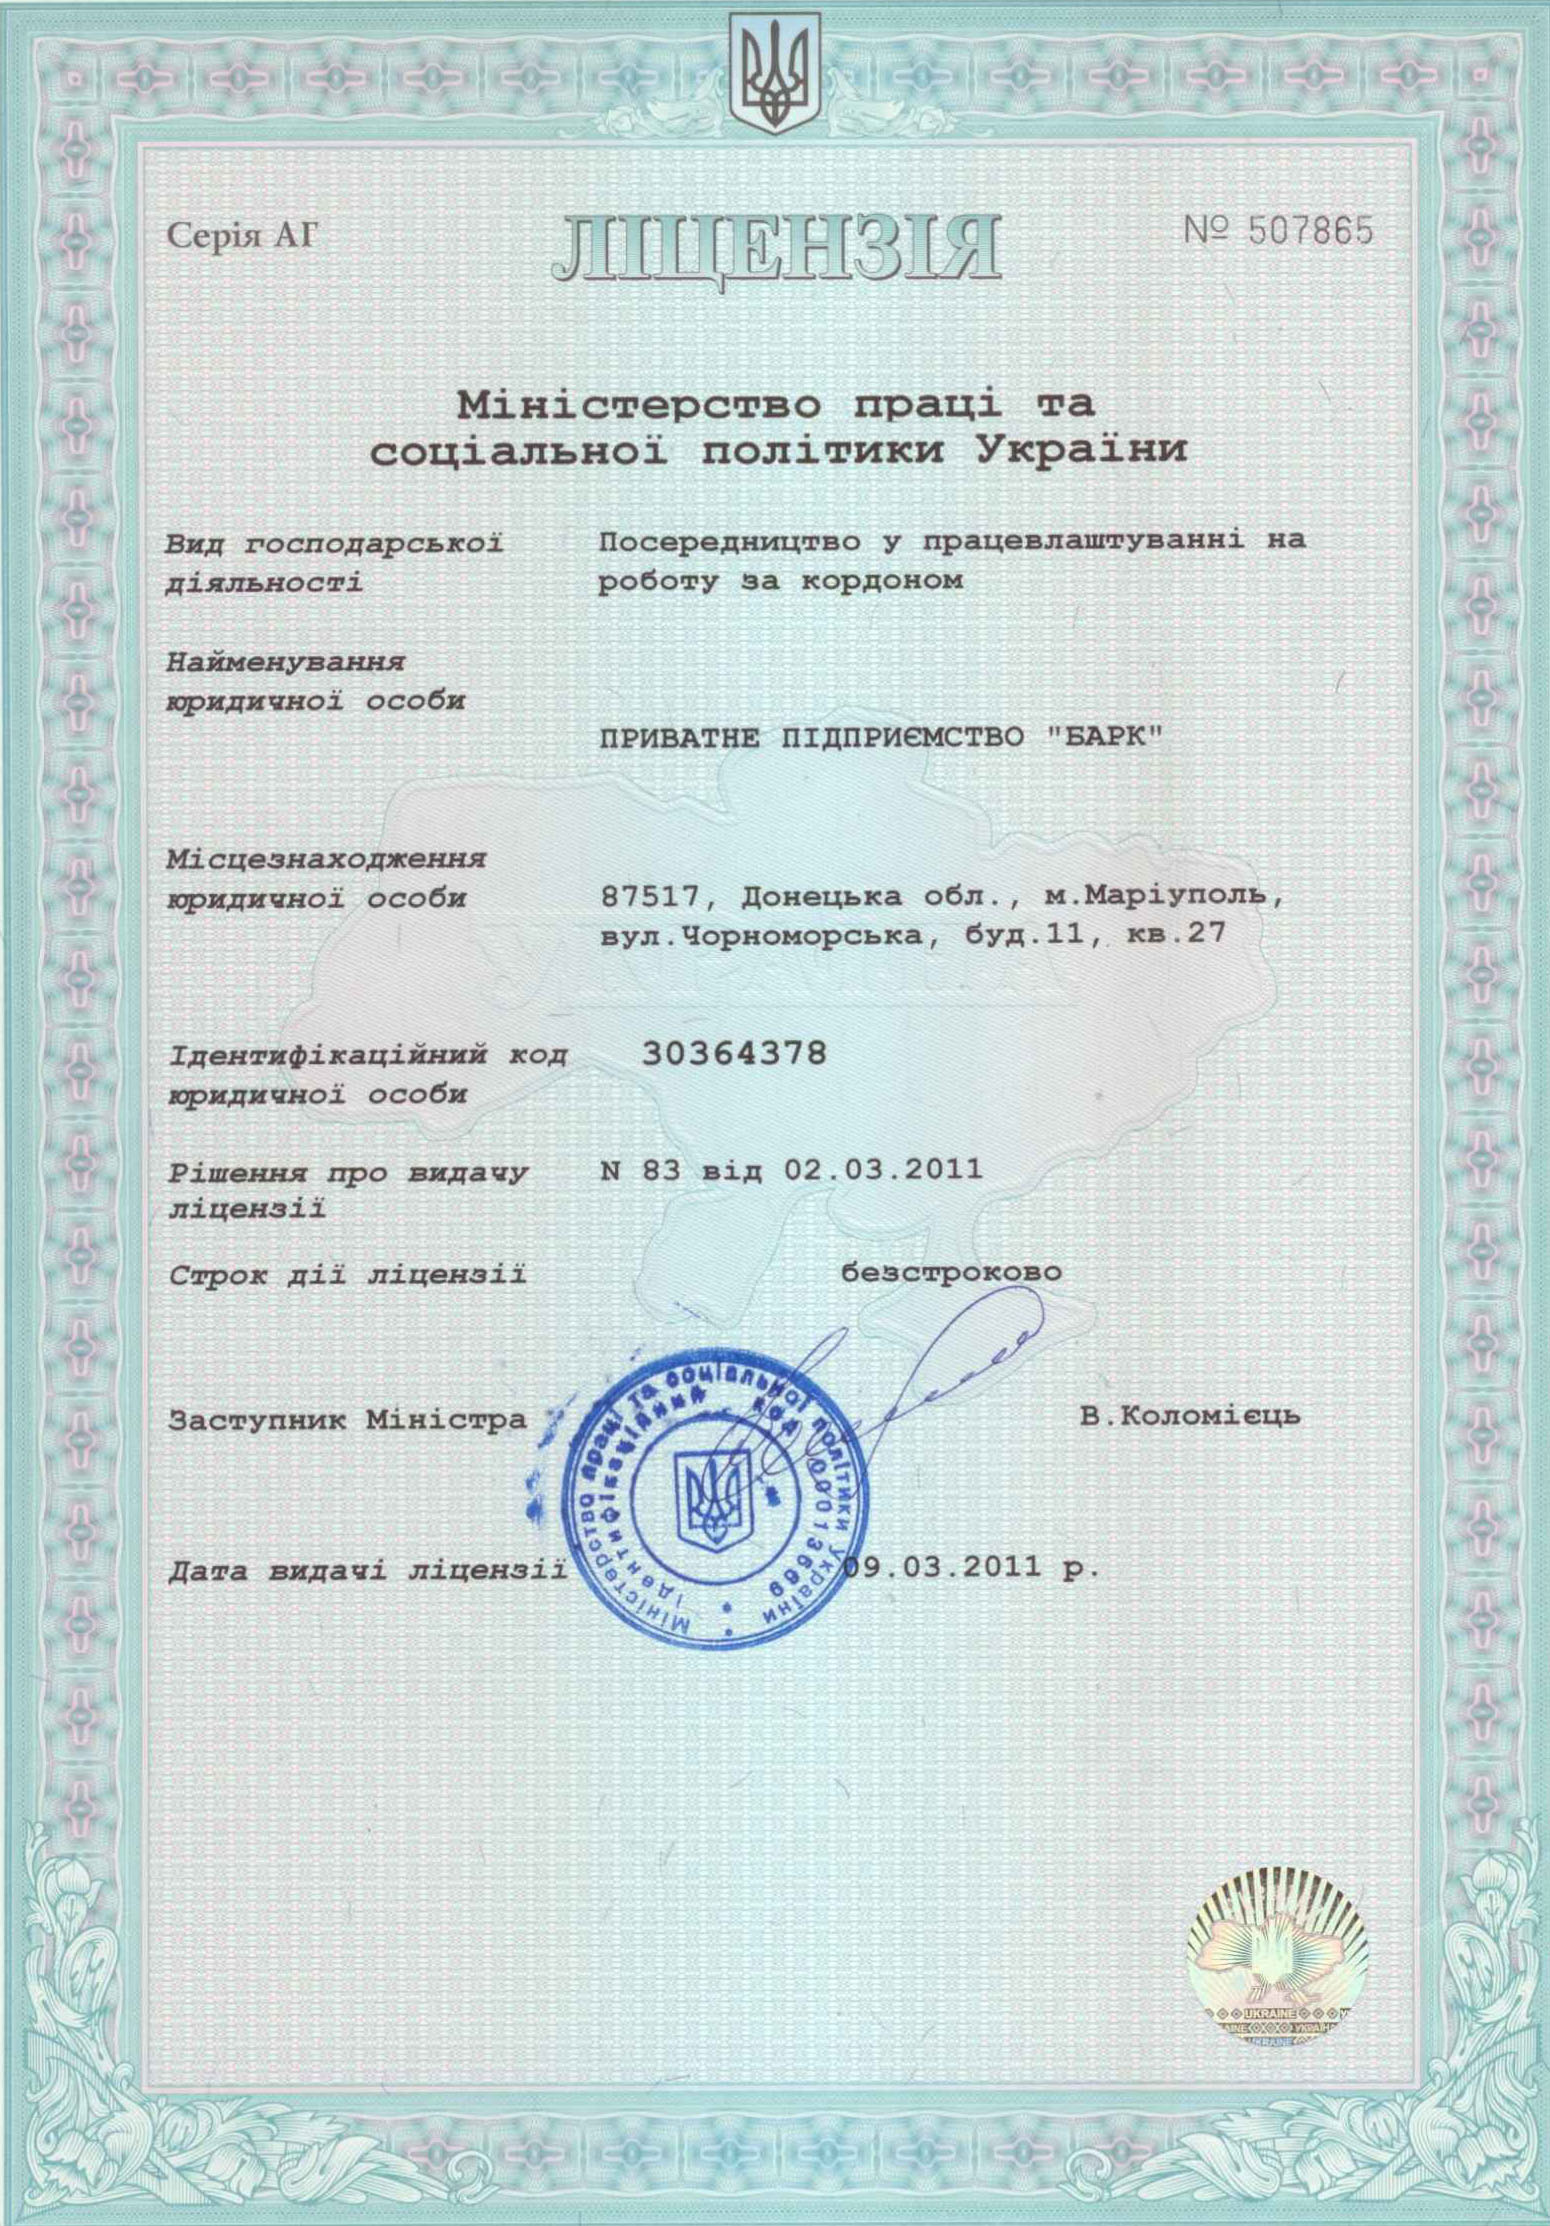 Серія АГ
ЛІЦЕНЗІЯ
№ 507865
Міністерство праці та
соціальної політики України
Вид господарської
діяльності
Посередництво у працевлаштуванні на
роботу за кордоном
Найменування
юридичної особи
ПРИВАТНЕ ПІДПРИЄМСТВО "БАРК"
Місцезнаходження
юридичної особи
87517, Донецька обл., м.Маріуполь,
вул.Чорноморська, буд.11, кв.27
УКРАЇНА
Ідентифікаційний код
юридичної особи
30364378
Рішення про видачу
ліцензії
N 83 від 02.03.2011
Строк дії ліцензії
безстроково
Заступник Міністра
В.Коломієць
Міністерство праці та соціальної політики України
ідентифікаційний код 00013669
Дата видачі ліцензії
09.03.2011 р.
UKRAINE